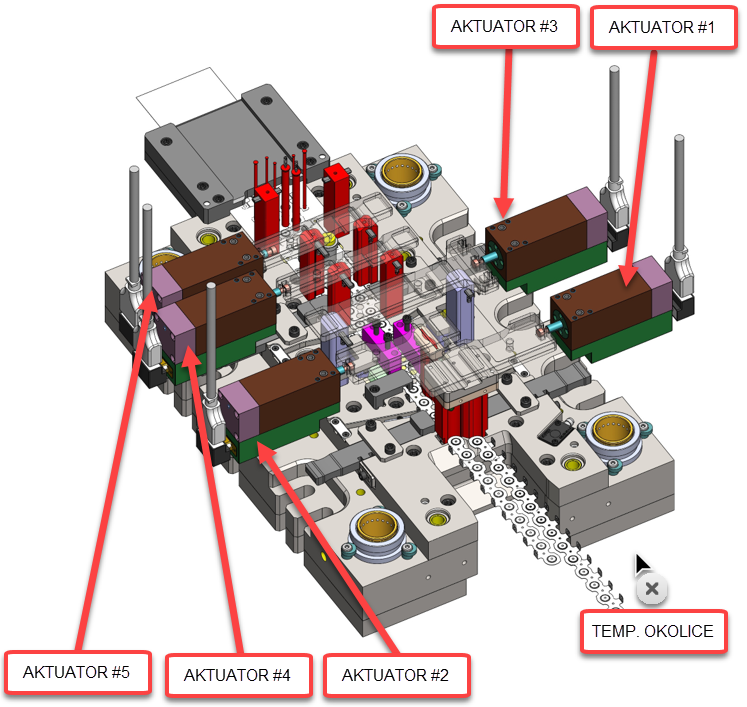 AKTUATOR #3
AKTUATOR #1
TEMP. OKOLICE
AKTUATOR #5
AKTUATOR #4
AKTUATOR #2